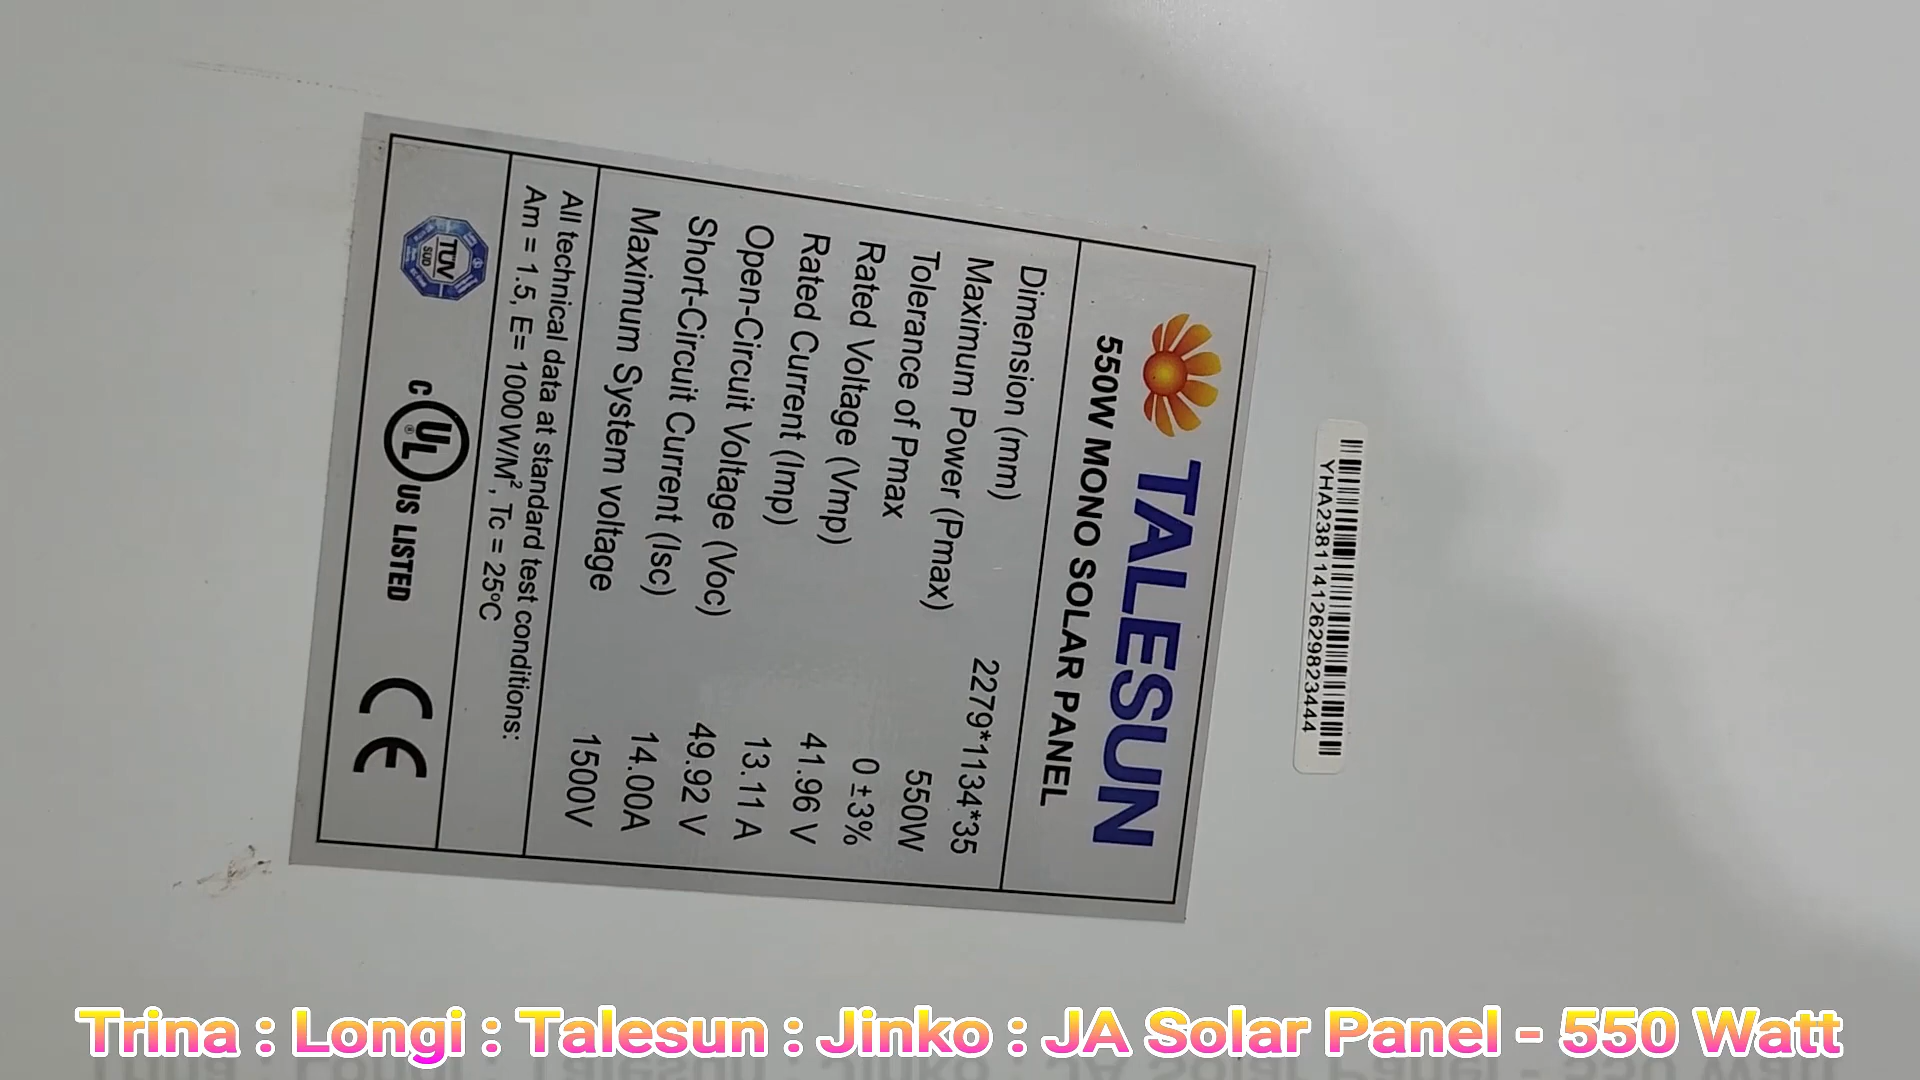 TALESUN
550W MONO SOLAR PANEL
Dimension (mm) 2279*1134*35
Maximum Power (Pmax) 550W
Tolerance of Pmax 0 ±3%
Rated Voltage (Vmp) 41.96 V
Rated Current (Imp) 13.11 A
Open-Circuit Voltage (Voc) 49.92 V
Short-Circuit Current (Isc) 14.00A
Maximum System voltage 1500V
All technical data at standard test conditions:
Am = 1.5, E= 1000W/M², Tc = 25°C
TÜV
SÜD
C UL ® US LISTED
CE
YHA23811412629823444
Trina : Longi : Talesun : Jinko : JA Solar Panel - 550 Watt